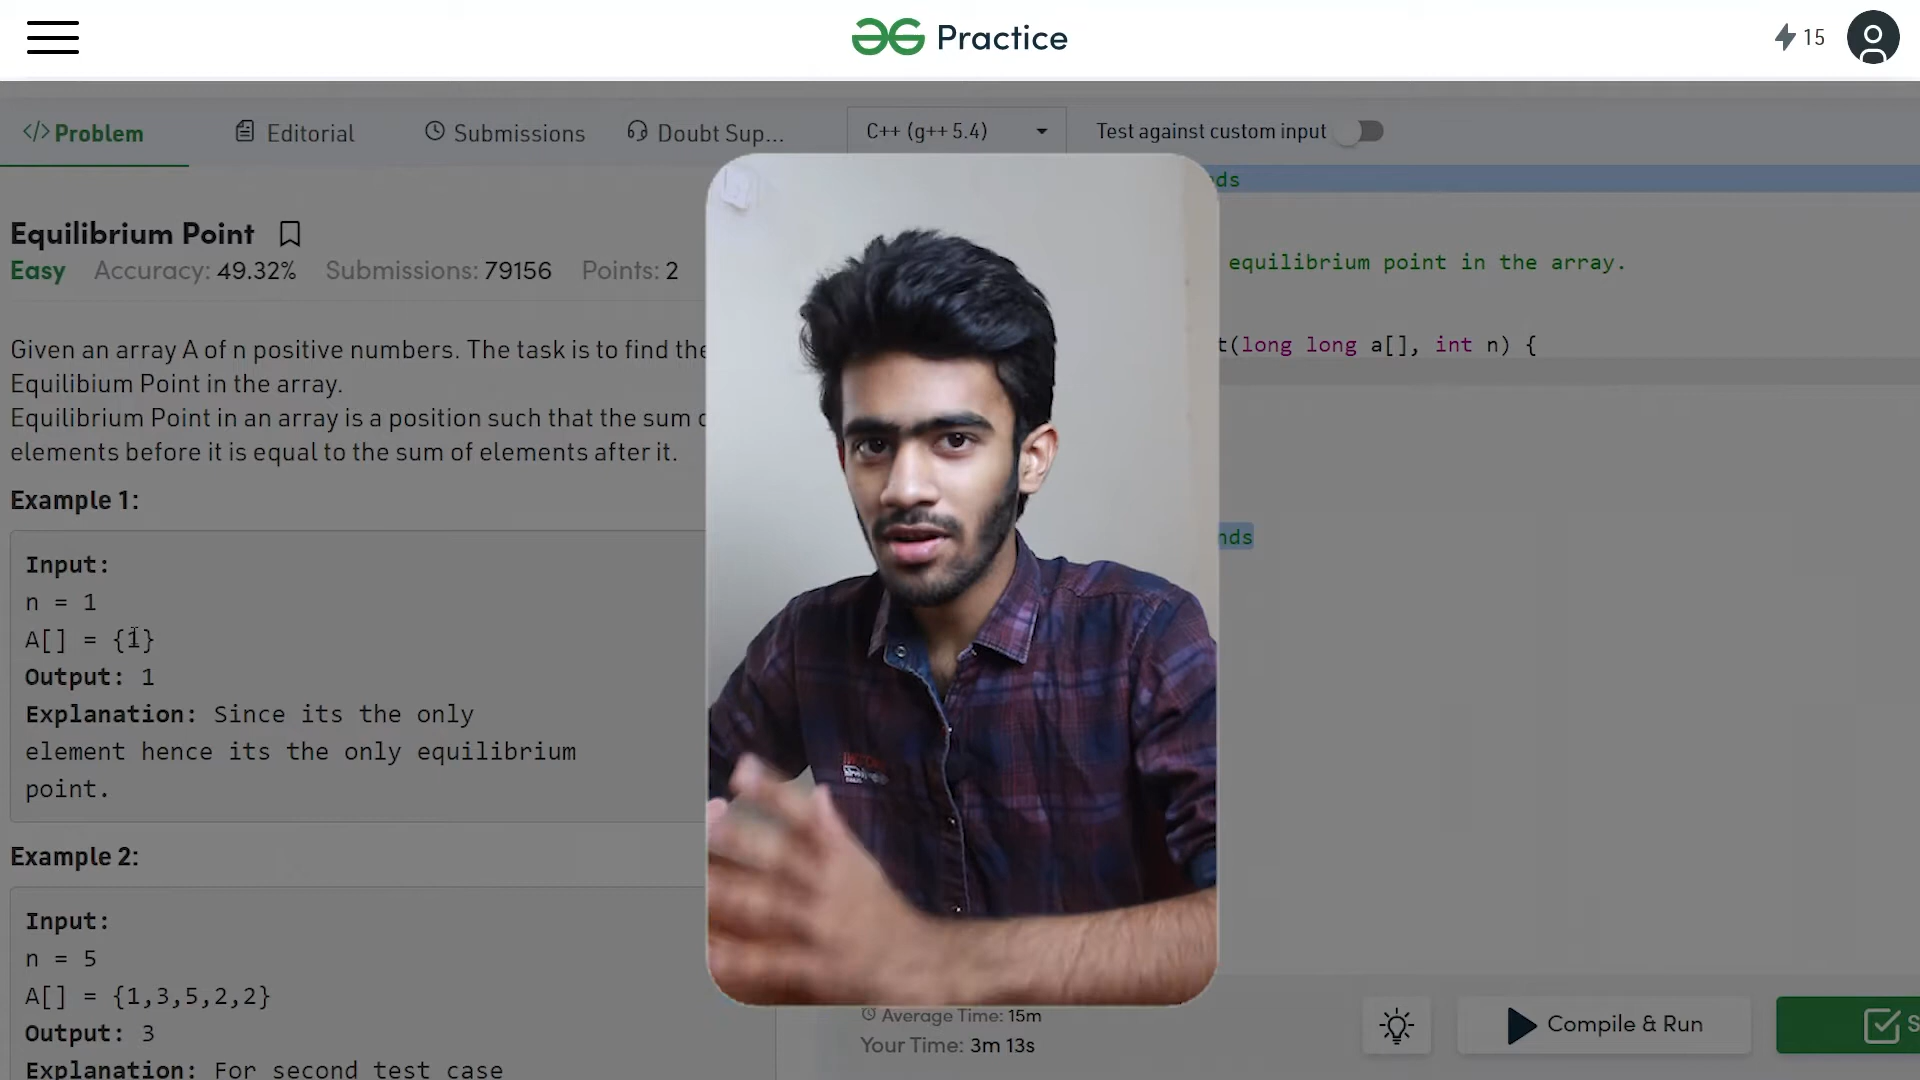 Practice
15
</> Problem
Editorial
Submissions
Doubt Sup...
C++ (g++ 5.4)
Test against custom input
Equilibrium Point
Easy Accuracy: 49.32% Submissions: 79156 Points: 2
Given an array A of n positive numbers. The task is to find the
Equilibium Point in the array.
Equilibrium Point in an array is a position such that the sum
elements before it is equal to the sum of elements after it.
Example 1:
Input:
n = 1
A[] = {1}
Output: 1
Explanation: Since its the only
element hence its the only equilibrium
point.
Example 2:
Input:
n = 5
A[] = {1,3,5,2,2}
Output: 3
Explanation: For second test case
equilibrium point in the array.
(long long a[], int n) {
Average Time: 15m
Your Time: 3m 13s
Compile & Run